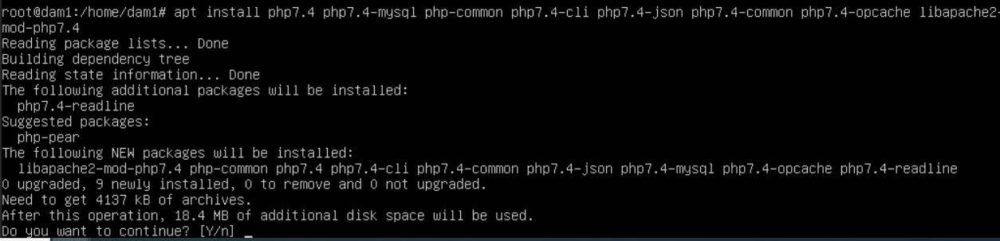 root@dam1:/home/dam1# apt install php7.4 php7.4-mysql php-common php7.4-cli php7.4-json php7.4-common php7.4-opcache libapache2-
mod-php7.4
Reading package lists... Done
Building dependency tree
Reading state information... Done
The following additional packages will be installed:
  php7.4-readline
Suggested packages:
  php-pear
The following NEW packages will be installed:
  libapache2-mod-php7.4 php-common php7.4 php7.4-cli php7.4-common php7.4-json php7.4-mysql php7.4-opcache php7.4-readline
0 upgraded, 9 newly installed, 0 to remove and 0 not upgraded.
Need to get 4137 kB of archives.
After this operation, 18.4 MB of additional disk space will be used.
Do you want to continue? [Y/n] _